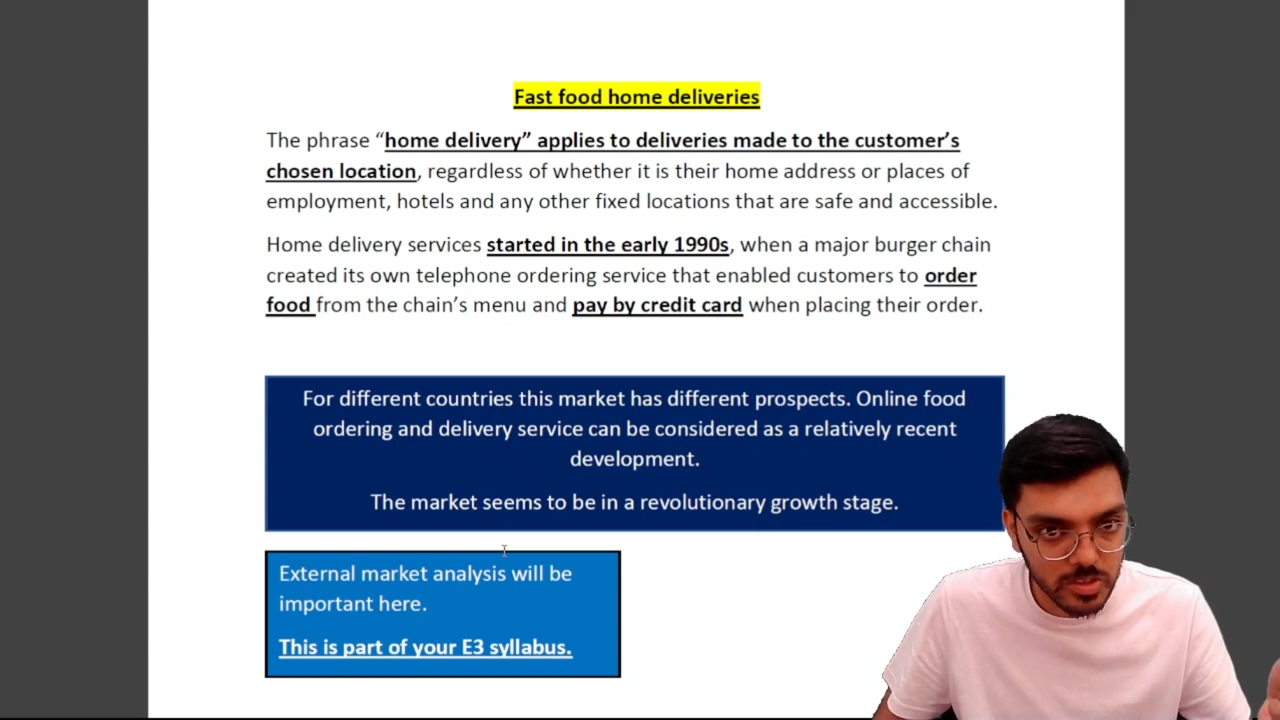 Fast food home deliveries
The phrase “home delivery” applies to deliveries made to the customer’s
chosen location, regardless of whether it is their home address or places of
employment, hotels and any other fixed locations that are safe and accessible.
Home delivery services started in the early 1990s, when a major burger chain
created its own telephone ordering service that enabled customers to order
food from the chain’s menu and pay by credit card when placing their order.
For different countries this market has different prospects. Online food
ordering and delivery service can be considered as a relatively recent
development.
The market seems to be in a revolutionary growth stage.
External market analysis will be
important here.
This is part of your E3 syllabus.